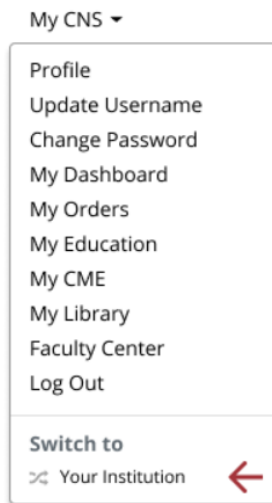 My CNS
Profile
Update Username
Change Password
My Dashboard
My Orders
My Education
My CME
My Library
Faculty Center
Log Out
Switch to
Your Institution